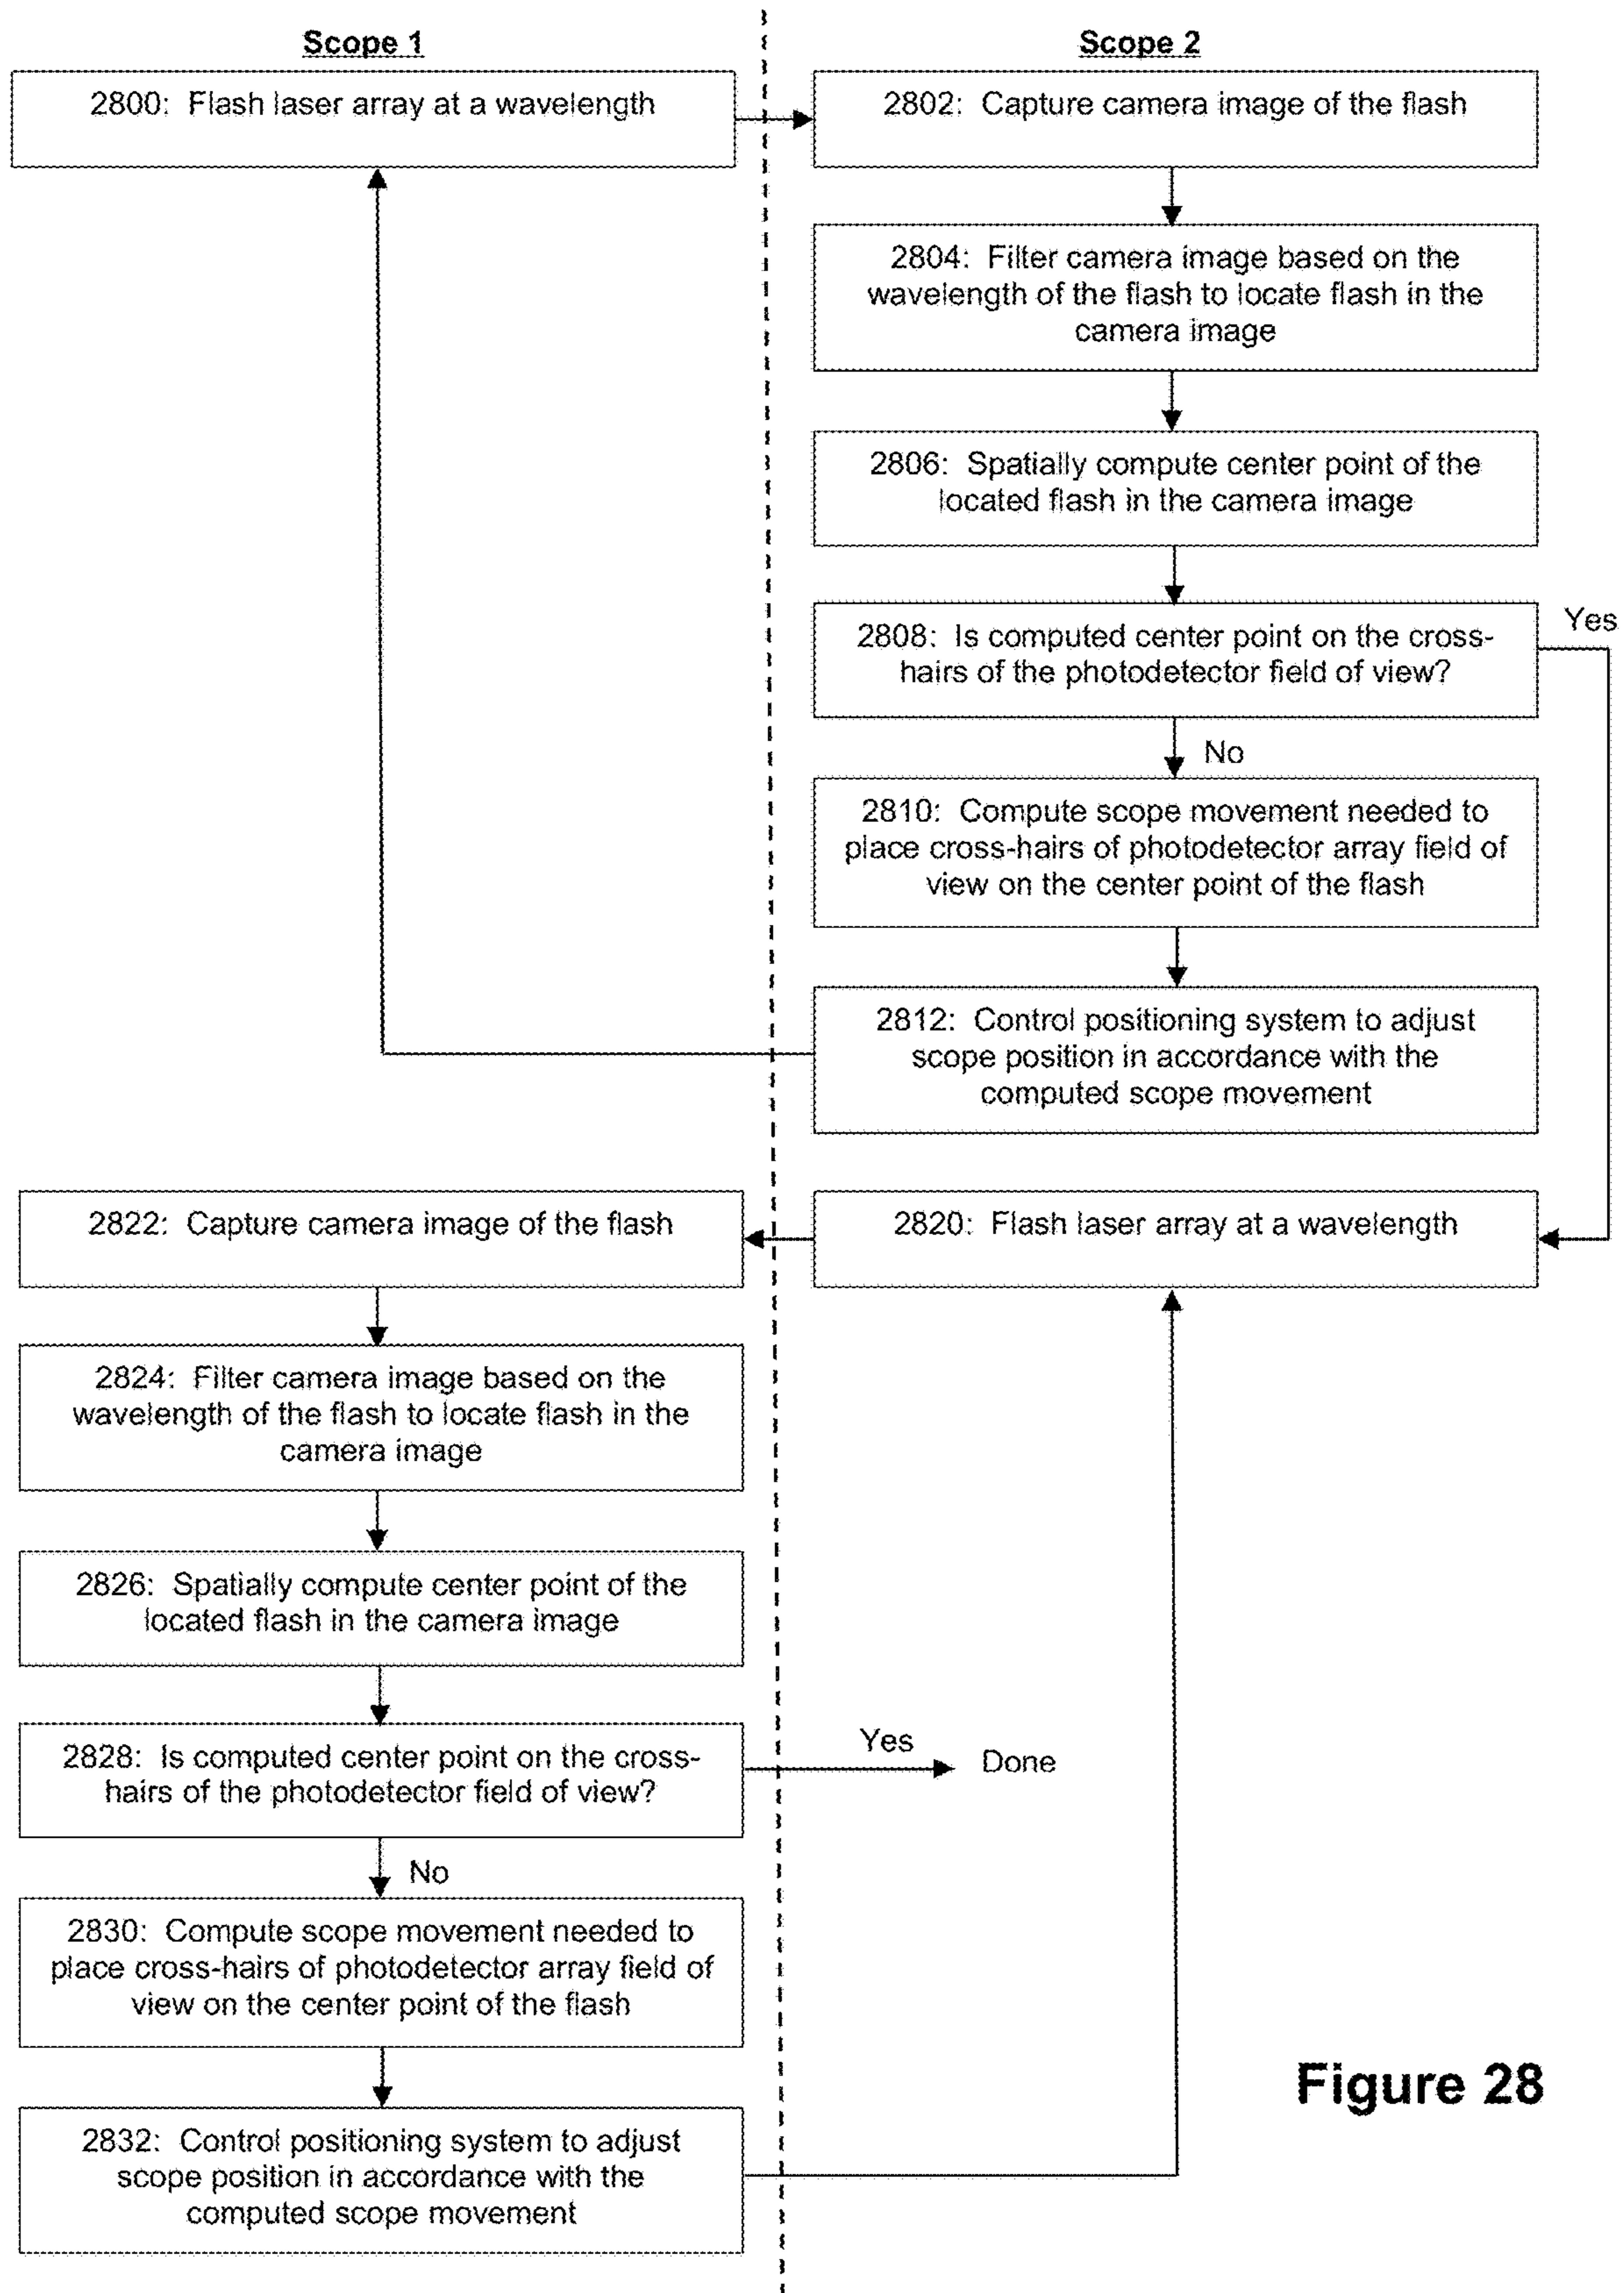 Scope 1
Scope 2
2800: Flash laser array at a wavelength
2802: Capture camera image of the flash
2804: Filter camera image based on the
wavelength of the flash to locate flash in the
camera image
2806: Spatially compute center point of the
located flash in the camera image
2808: Is computed center point on the cross-
hairs of the photodetector field of view?
Yes
No
2810: Compute scope movement needed to
place cross-hairs of photodetector array field of
view on the center point of the flash
2812: Control positioning system to adjust
scope position in accordance with the
computed scope movement
2820: Flash laser array at a wavelength
2822: Capture camera image of the flash
2824: Filter camera image based on the
wavelength of the flash to locate flash in the
camera image
2826: Spatially compute center point of the
located flash in the camera image
2828: Is computed center point on the cross-
hairs of the photodetector field of view?
Yes
Done
No
2830: Compute scope movement needed to
place cross-hairs of photodetector array field of
view on the center point of the flash
2832: Control positioning system to adjust
scope position in accordance with the
computed scope movement
Figure 28